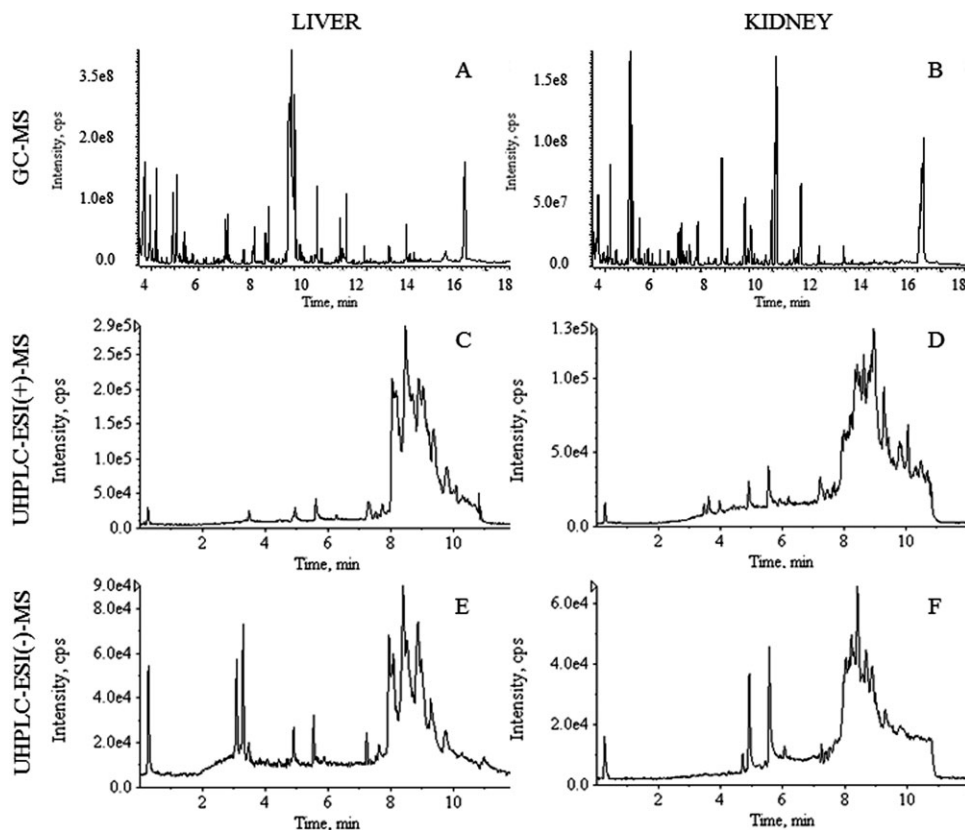 LIVER
KIDNEY
GC-MS
Intensity, cps
3.5e8
2.0e8
1.0e8
0.0
A
4 6 8 10 12 14 16 18
Time, min
Intensity, cps
1.5e8
1.0e8
5.0e7
0.0
B
4 6 8 10 12 14 16 18
Time, min
UHPLC-ESI(+)-MS
Intensity, cps
2.9e5
2.5e5
2.0e5
1.5e5
1.0e5
5.0e4
0.0
C
2 4 6 8 10
Time, min
Intensity, cps
1.3e5
1.0e5
5.0e4
0.0
D
2 4 6 8 10
Time, min
UHPLC-ESI(-)-MS
Intensity, cps
9.0e4
8.0e4
6.0e4
4.0e4
2.0e4
0.0
E
2 4 6 8 10
Time, min
Intensity, cps
6.0e4
4.0e4
2.0e4
0.0
F
2 4 6 8 10
Time, min